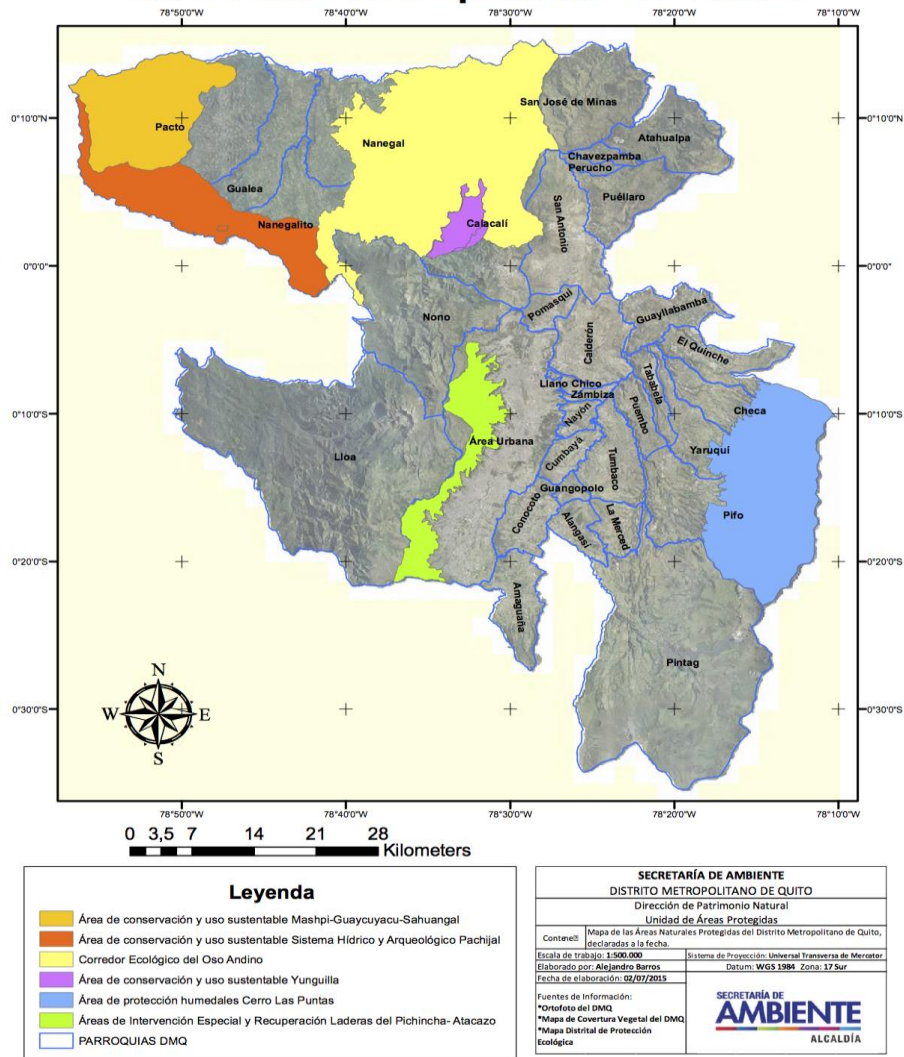 78°50'0"W
78°40'0"W
78°30'0"W
78°20'0"W
78°10'0"W
0°10'0"N
0°10'0"N
0°0'0"
0°0'0"
0°10'0"S
0°10'0"S
0°20'0"S
0°20'0"S
0°30'0"S
0°30'0"S
San José de Minas
Pacto
Atahualpa
Nanegal
Chavezpamba
Perucho
Gualea
Puéllaro
Nanegalito
Calacalí
San Antonio
Pomasqui
Guayllabamba
Nono
Calderón
El Quinche
Llano Chico
Zámbiza
Tababela
Checa
Nayón
Puembo
Área Urbana
Lloa
Cumbayá
Tumbaco
Yaruquí
Guangopolo
Conocoto
Alangasí
La Merced
Pifo
Amaguaña
Pintag
N
W
E
S
78°50'0"W
78°40'0"W
78°30'0"W
78°20'0"W
78°10'0"W
0 3,5 7 14 21 28
Kilometers
Leyenda
Área de conservación y uso sustentable Mashpi-Guaycuyacu-Sahuangal
Área de conservación y uso sustentable Sistema Hídrico y Arqueológico Pachijal
Corredor Ecológico del Oso Andino
Área de conservación y uso sustentable Yunguilla
Área de protección humedales Cerro Las Puntas
Áreas de Intervención Especial y Recuperación Laderas del Pichincha- Atacazo
PARROQUIAS DMQ
SECRETARÍA DE AMBIENTE
DISTRITO METROPOLITANO DE QUITO
Dirección de Patrimonio Natural
Unidad de Áreas Protegidas
Mapa de las Áreas Naturales Protegidas del Distrito Metropolitano de Quito,
declaradas a la fecha.
Escala de trabajo: 1:500.000
Sistema de Proyección: Universal Transversa de Mercator
Elaborado por: Alejandro Barros
Datum: WGS 1984 Zona: 17 Sur
Fecha de elaboración: 02/07/2015
Fuentes de Información:
*Ortofoto del DMQ
*Mapa de Cobertura Vegetal del DMQ
*Mapa Distrital de Protección
Ecológica
SECRETARÍA DE
AMBIENTE
ALCALDÍA